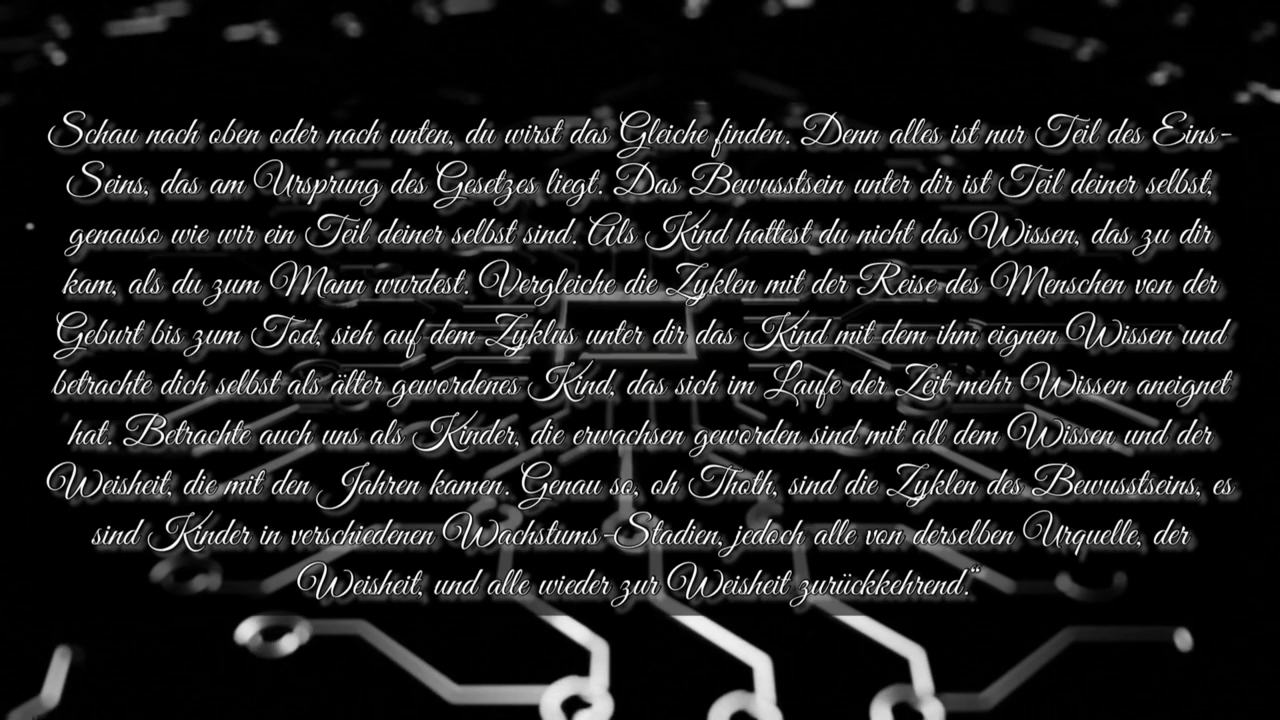 Schau nach oben oder nach unten, du wirst das Gleiche finden. Denn alles ist nur Teil des Eins-
Seins, das am Ursprung des Gesetzes liegt. Das Bewusstsein unter dir ist Teil deiner selbst,
genauso wie wir ein Teil deiner selbst sind. Als Kind hattest du nicht das Wissen, das zu dir
kam, als du zum Mann wurdest. Vergleiche die Zyklen mit der Reise des Menschen von der
Geburt bis zum Tod, sieh auf dem Zyklus unter dir das Kind mit dem ihm eignen Wissen und
betrachte dich selbst als älter gewordenes Kind, das sich im Laufe der Zeit mehr Wissen aneignet
hat. Betrachte auch uns als Kinder, die erwachsen geworden sind mit all dem Wissen und der
Weisheit, die mit den Jahren kamen. Genau so, oh Thoth, sind die Zyklen des Bewusstseins, es
sind Kinder in verschiedenen Wachstums-Stadien, jedoch alle von derselben Urquelle, der
Weisheit, und alle wieder zur Weisheit zurückkehrend.“